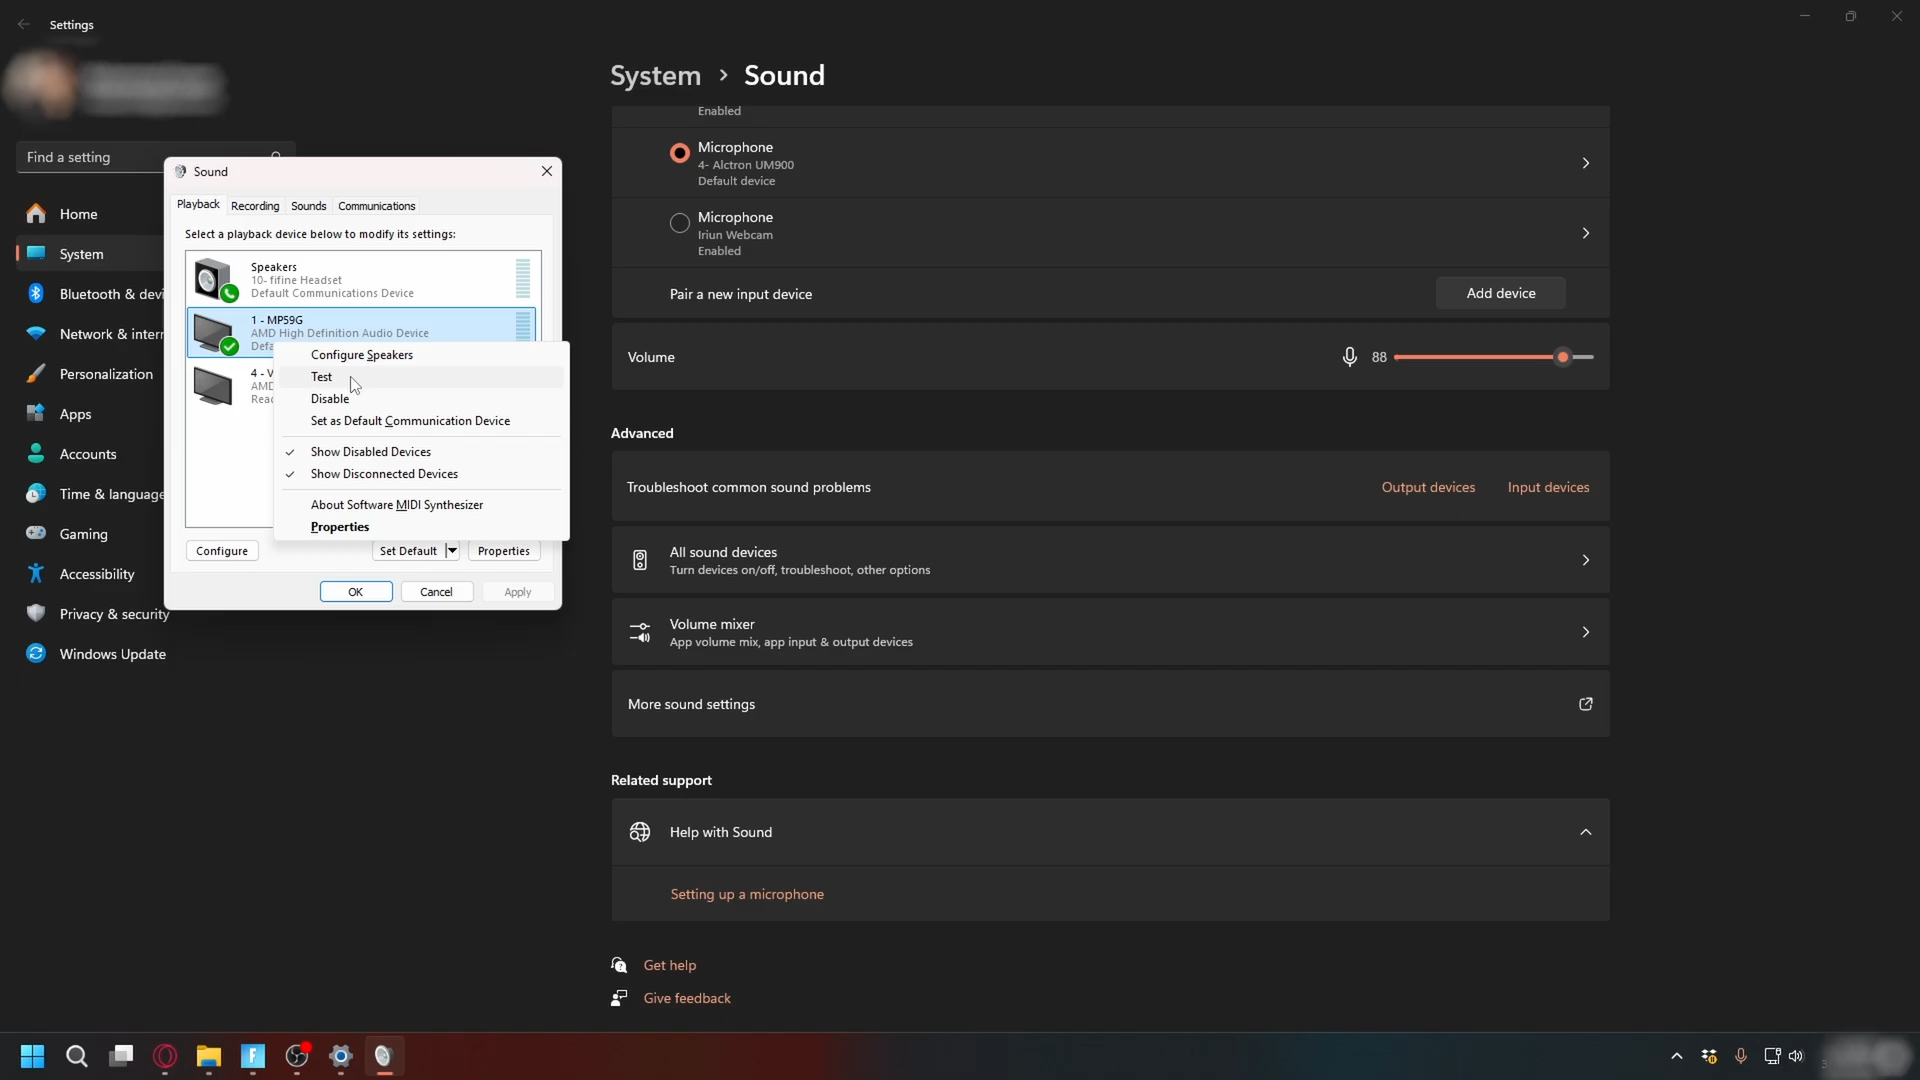 Settings
Find a setting
Home
System
Bluetooth & devi
Network & intern
Personalization
Apps
Accounts
Time & language
Gaming
Accessibility
Privacy & security
Windows Update
Sound
Playback
Recording
Sounds
Communications
Select a playback device below to modify its settings:
Speakers
10- fifine Headset
Default Communications Device
1 - MP59G
AMD High Definition Audio Device
Defa
4 - V
AMD
Read
Configure Speakers
Test
Disable
Set as Default Communication Device
Show Disabled Devices
Show Disconnected Devices
About Software MIDI Synthesizer
Properties
Configure
Set Default
Properties
OK
Cancel
Apply
System > Sound
Enabled
Microphone
4- Alctron UM900
Default device
Microphone
Iriun Webcam
Enabled
Pair a new input device
Add device
Volume
88
Advanced
Troubleshoot common sound problems
Output devices
Input devices
All sound devices
Turn devices on/off, troubleshoot, other options
Volume mixer
App volume mix, app input & output devices
More sound settings
Related support
Help with Sound
Setting up a microphone
Get help
Give feedback